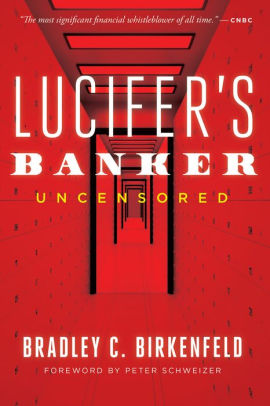 "The most significant financial whistleblower of all time." — CNBC
LUCIFER'S
BANKER
UNCENSORED
BRADLEY C. BIRKENFELD
FOREWORD BY PETER SCHWEIZER